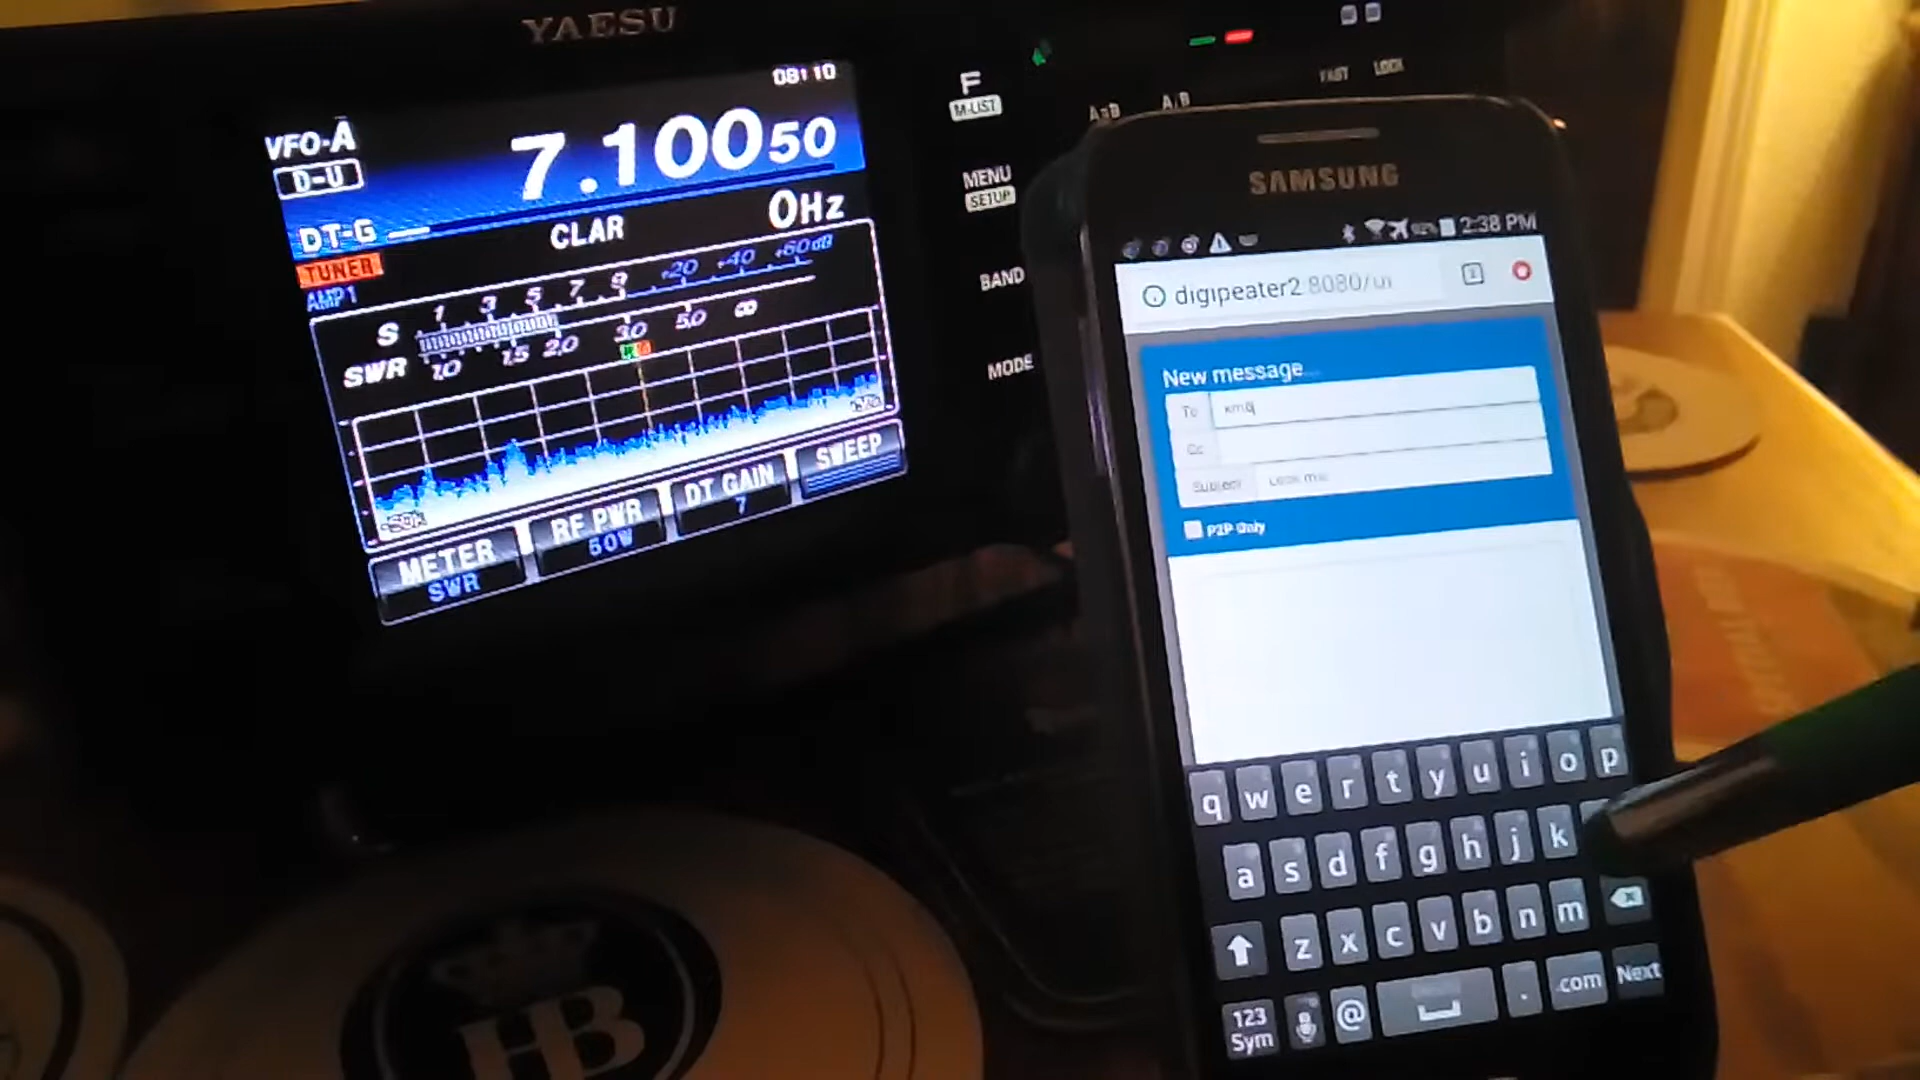 YAESU
08:10
VFO-A
D-U
7.10050
DT-G
CLAR
0Hz
TUNER
AMP1
S 1 3 5 7 9 +20 +40 +60dB
SWR 1.0 1.5 2.0 3.0 5.0 ∞
METER
SWR
RF PWR
50W
DT GAIN
7
SWEEP
F
M-LIST
MENU
SETUP
BAND
MODE
A=B
A/B
FAST
LOCK
SAMSUNG
92% 2:38 PM
digipeater2:8080/ui
New message...
To
Cc
Subject
P2P Only
q w e r t y u i o p
a s d f g h j k
z x c v b n m
123
Sym
@
.
.com
Next
HB